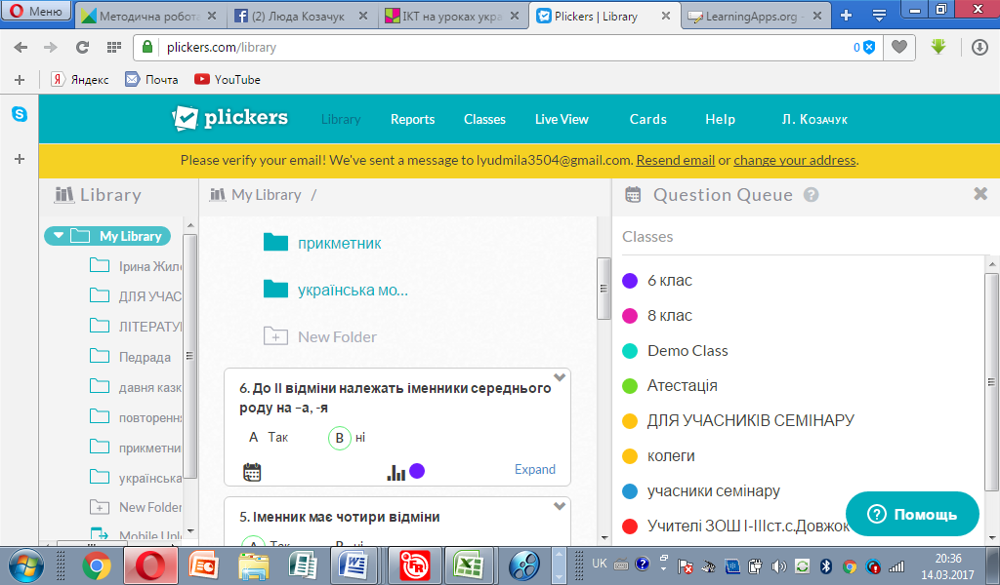 Меню
Методична робота
(2) Люда Козачук
ІКТ на уроках укра
Plickers | Library
LearningApps.org -
plickers.com/library
0
Яндекс
Почта
YouTube
plickers
Library
Reports
Classes
Live View
Cards
Help
Л. Козачук
Please verify your email! We've sent a message to lyudmila3504@gmail.com. Resend email or change your address.
Library
My Library
Ірина Жиле
ДЛЯ УЧАС
ЛІТЕРАТУ
Педрада
давня казк
повторення
прикметни
українська
New Folder
Mobile Upl
My Library /
прикметник
українська мо...
New Folder
6. До ІІ відміни належать іменники середнього
роду на –а, -я
A Так
B ні
Expand
5. Іменник має чотири відміни
A Так
B ні
Question Queue ?
Classes
6 клас
8 клас
Demo Class
Атестація
ДЛЯ УЧАСНИКІВ СЕМІНАРУ
колеги
учасники семінару
Учителі ЗОШ І-ІІІст.с.Довжок
Помощь
UK
20:36
14.03.2017